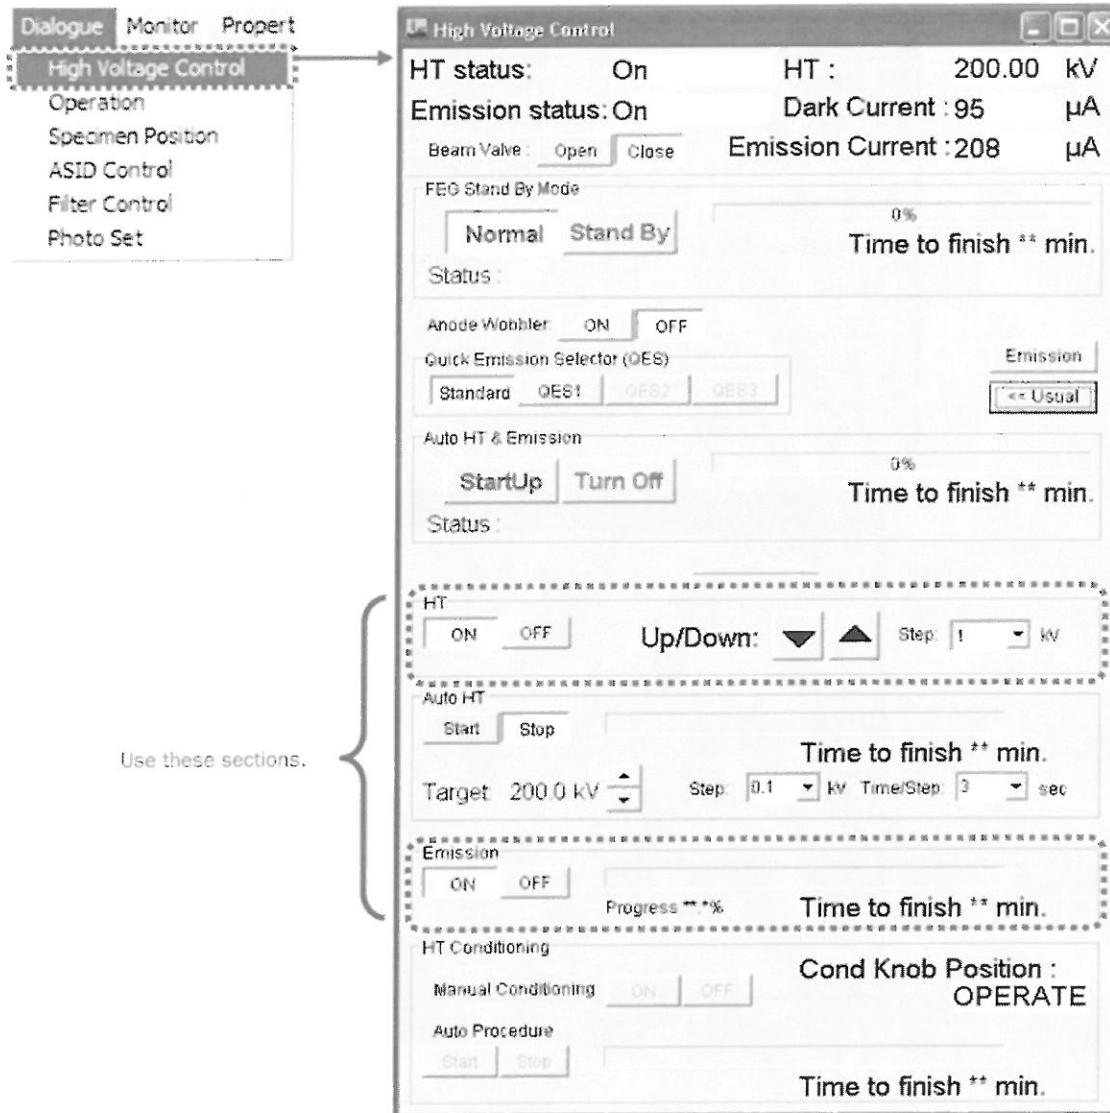 Dialogue Monitor Propert
High Voltage Control
Operation
Specimen Position
ASID Control
Filter Control
Photo Set
High Voltage Control
HT status: On HT : 200.00 kV
Emission status: On Dark Current : 95 µA
Beam Valve : Open Close Emission Current : 208 µA
FEG Stand By Mode
Normal Stand By 0%
Time to finish ** min.
Status :
Anode Wobbler: ON OFF
Quick Emission Selector (QES) Emission
Standard QES1 QES2 QES3 << Usual
Auto HT & Emission
StartUp Turn Off 0%
Time to finish ** min.
Status :
HT
ON OFF Up/Down: Step: 1 kV
Auto HT
Start Stop
Time to finish ** min.
Use these sections.
Target: 200.0 kV Step: 0.1 kV Time/Step: 3 sec
Emission
ON OFF
Progress **.*% Time to finish ** min.
HT Conditioning
Cond Knob Position :
Manual Conditioning ON OFF OPERATE
Auto Procedure
Start Stop
Time to finish ** min.